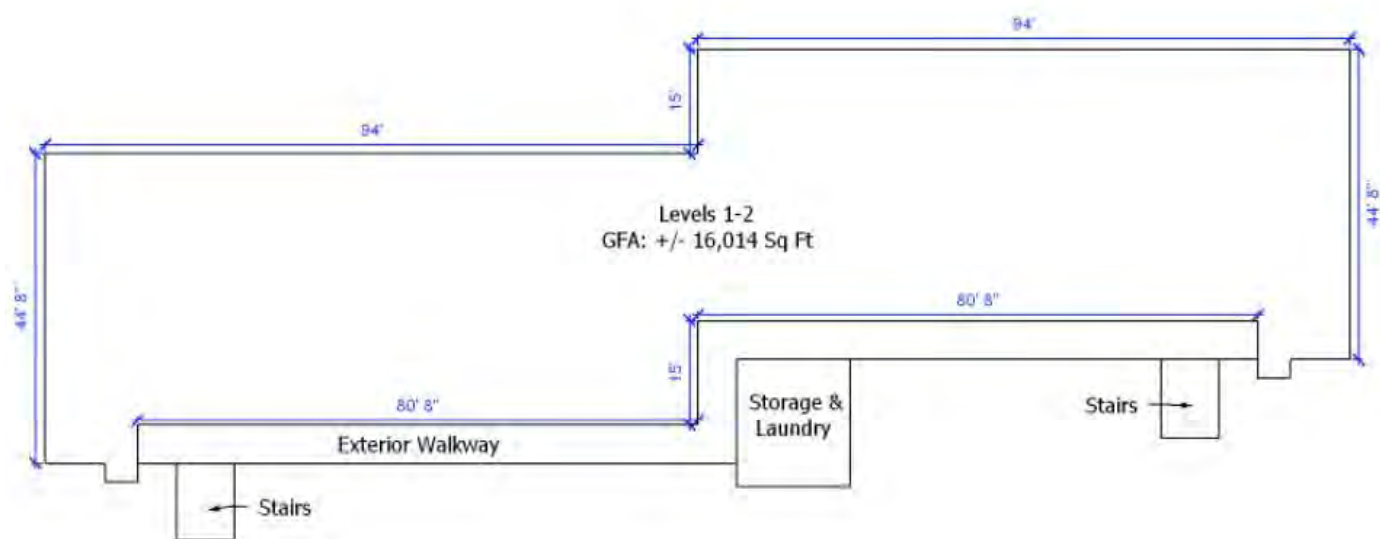 94'
15'
94'
Levels 1-2
GFA: +/- 16,014 Sq Ft
44' 8"
44' 8"
80' 8"
15'
80' 8"
Storage &
Laundry
Stairs
Exterior Walkway
Stairs